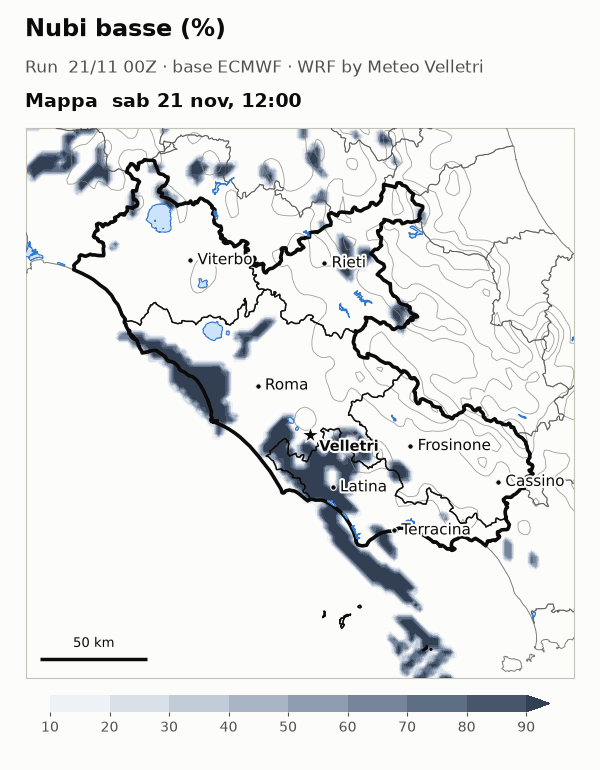 Nubi basse (%)
Run  21/11 00Z · base ECMWF · WRF by Meteo Velletri
Mappa  sab 21 nov, 12:00
Viterbo
Rieti
Roma
Velletri
Frosinone
Latina
Cassino
Terracina
50 km
10 20 30 40 50 60 70 80 90